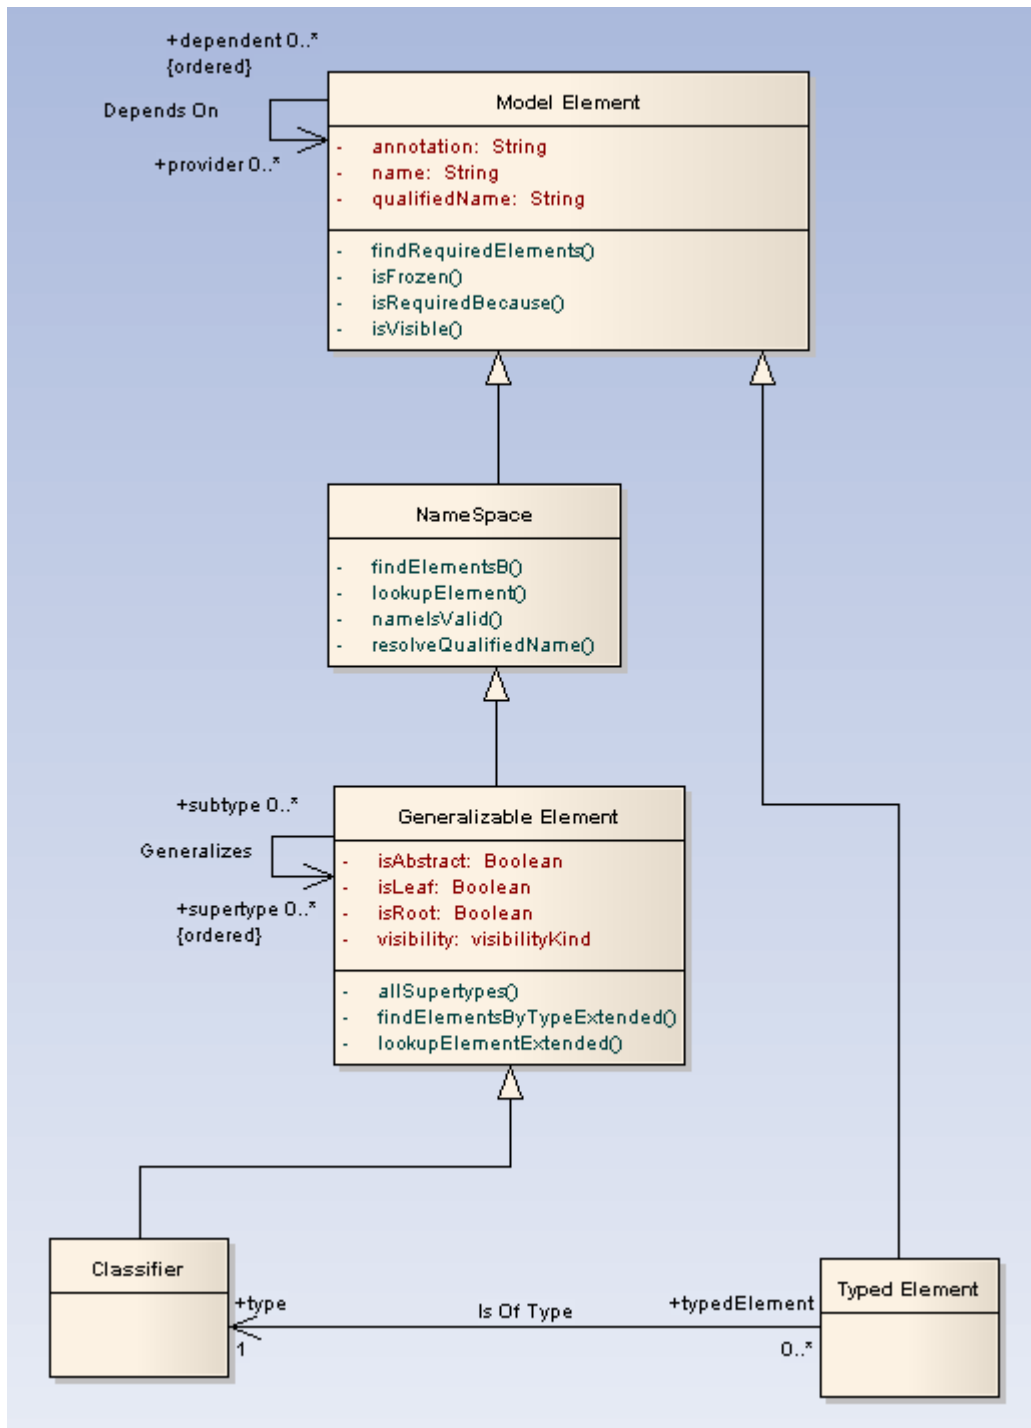 +dependent 0..*
{ordered}
Depends On
+provider 0..*
Model Element
- annotation: String
- name: String
- qualifiedName: String
- findRequiredElements()
- isFrozen()
- isRequiredBecause()
- isVisible()
NameSpace
- findElementsB()
- lookupElement()
- nameIsValid()
- resolveQualifiedName()
+subtype 0..*
Generalizes
+supertype 0..*
{ordered}
Generalizable Element
- isAbstract: Boolean
- isLeaf: Boolean
- isRoot: Boolean
- visibility: visibilityKind
- allSupertypes()
- findElementsByTypeExtended()
- lookupElementExtended()
Classifier
+type
1
Is Of Type
+typedElement
0..*
Typed Element